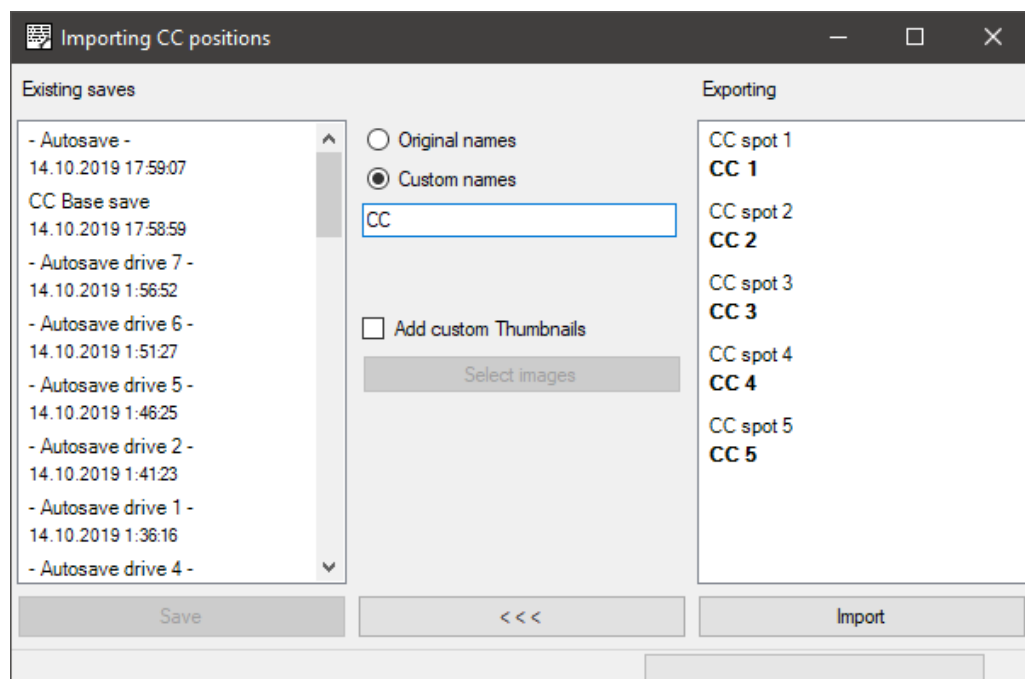 Importing CC positions
Existing saves
- Autosave -
14.10.2019 17:59:07
CC Base save
14.10.2019 17:58:59
- Autosave drive 7 -
14.10.2019 1:56:52
- Autosave drive 6 -
14.10.2019 1:51:27
- Autosave drive 5 -
14.10.2019 1:46:25
- Autosave drive 2 -
14.10.2019 1:41:23
- Autosave drive 1 -
14.10.2019 1:36:16
- Autosave drive 4 -
Save
Original names
Custom names
CC
Add custom Thumbnails
Select images
< < <
Exporting
CC spot 1
CC 1
CC spot 2
CC 2
CC spot 3
CC 3
CC spot 4
CC 4
CC spot 5
CC 5
Import